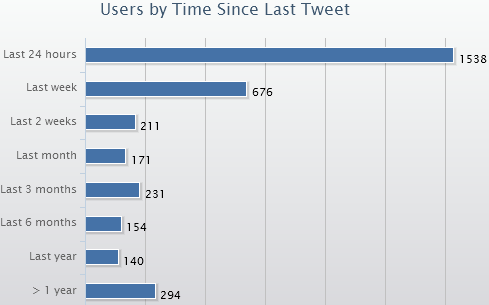 Users by Time Since Last Tweet
Last 24 hours 1538
Last week 676
Last 2 weeks 211
Last month 171
Last 3 months 231
Last 6 months 154
Last year 140
> 1 year 294